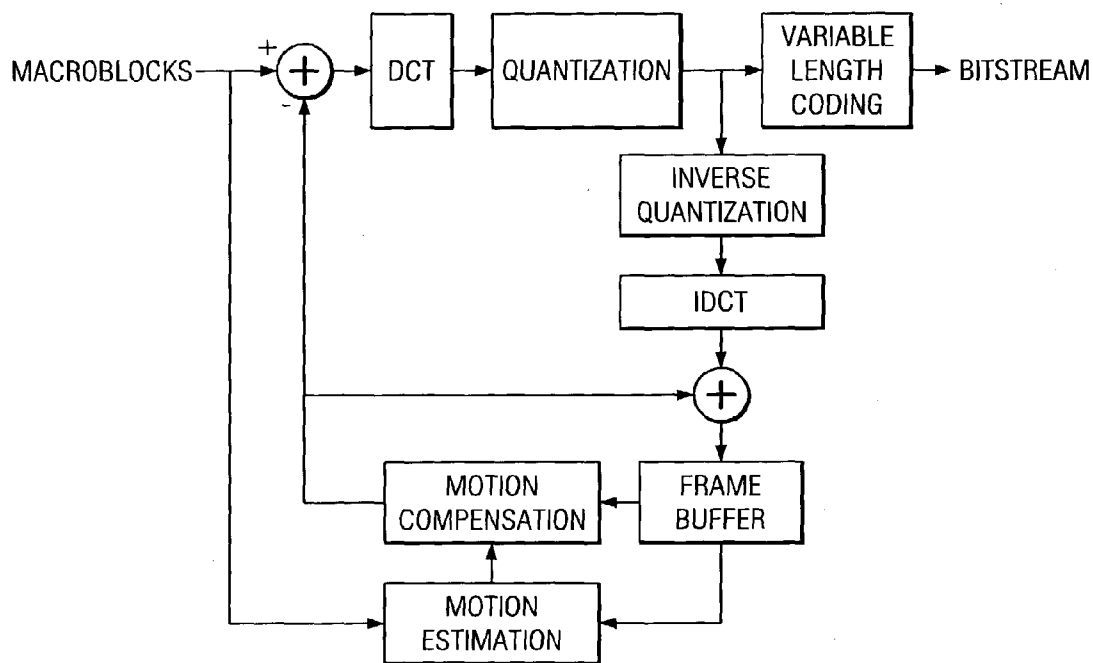 VARIABLE
LENGTH
CODING
MACROBLOCKS
+
+
-
DCT
QUANTIZATION
BITSTREAM
INVERSE
QUANTIZATION
IDCT
+
MOTION
COMPENSATION
FRAME
BUFFER
MOTION
ESTIMATION